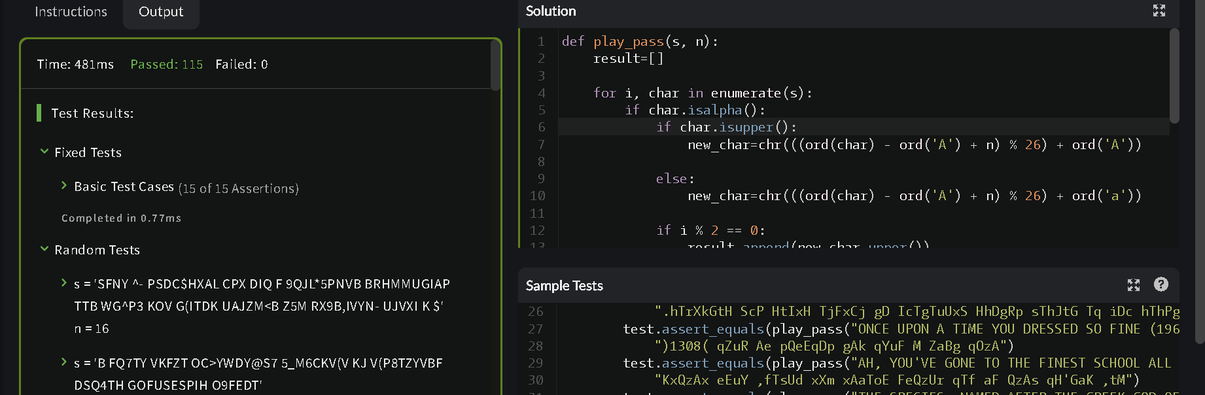 Instructions
Output
Time: 481ms Passed: 115 Failed: 0
Test Results:
Fixed Tests
Basic Test Cases (15 of 15 Assertions)
Completed in 0.77ms
Random Tests
s = 'SFNY ^- PSDC$HXAL CPX DIQ F 9QJL*5PNVB BRHMMUGIAP
TTB WG^P3 KOV G(ITDK UAJZM<B Z5M RX9B,IVYN- UJVXI K $'
n = 16
s = 'B FQ7TY VKFZT OC>YWDY@S7 5_M6CKV(V KJ V(P8TZYVBF
DSQ4TH GOFUSESPIH O9FEDT'
Solution
1 def play_pass(s, n):
2 result=[]
3
4 for i, char in enumerate(s):
5 if char.isalpha():
6 if char.isupper():
7 new_char=chr(((ord(char) - ord('A') + n) % 26) + ord('A'))
8
9 else:
10 new_char=chr(((ord(char) - ord('A') + n) % 26) + ord('a'))
11
12 if i % 2 == 0:
13 result.append(new_char.upper())
Sample Tests
26 ".hTrXkGtH ScP HtIxH TjFxCj gD IcTgTuUxS HhDgRp sThJtG Tq iDc hThPg
27 test.assert_equals(play_pass("ONCE UPON A TIME YOU DRESSED SO FINE (196
28 ")1308( qZuR Ae pQeEqDp gAk qYuF M ZaBg qOzA")
29 test.assert_equals(play_pass("AH, YOU'VE GONE TO THE FINEST SCHOOL ALL
30 "KxQzAx eEuY ,fTsUd xXm xAaToE FeQzUr qTf aF QzAs qH'GaK ,tM")